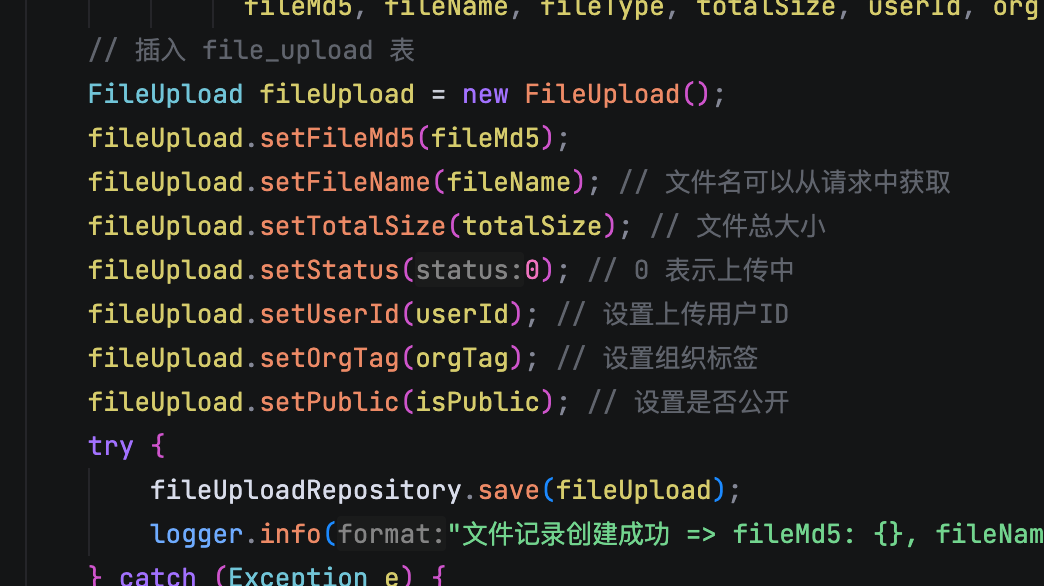 fileMd5, fileName, fileType, totalSize, userId, org
// 插入 file_upload 表
FileUpload fileUpload = new FileUpload();
fileUpload.setFileMd5(fileMd5);
fileUpload.setFileName(fileName); // 文件名可以从请求中获取
fileUpload.setTotalSize(totalSize); // 文件总大小
fileUpload.setStatus(status:0); // 0 表示上传中
fileUpload.setUserId(userId); // 设置上传用户ID
fileUpload.setOrgTag(orgTag); // 设置组织标签
fileUpload.setPublic(isPublic); // 设置是否公开
try {
fileUploadRepository.save(fileUpload);
logger.info(format:"文件记录创建成功 => fileMd5: {}, fileNam
} catch (Exception e) {